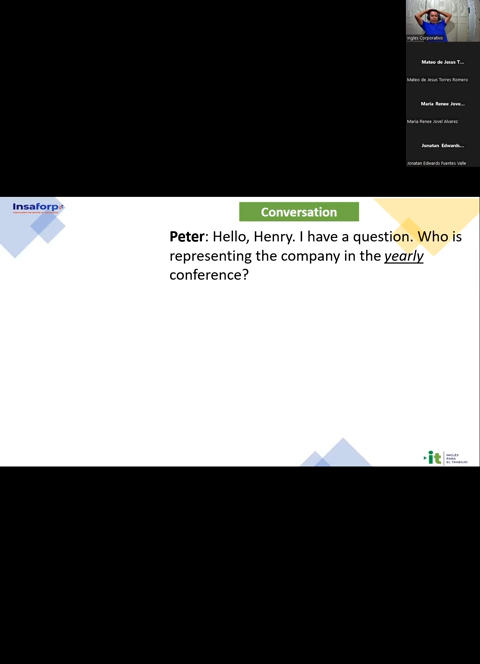 Ingles Corporativo
Mateo de Jesus T...
Mateo de Jesus Torres Romero
Maria Renee Jove...
Maria Renee Jovel Alvarez
Jonatan Edwards...
Jonatan Edwards Fuentes Valle
Insaforp
Conversation
Peter: Hello, Henry. I have a question. Who is
representing the company in the yearly
conference?
it
INGLÉS
PARA
EL TRABAJO